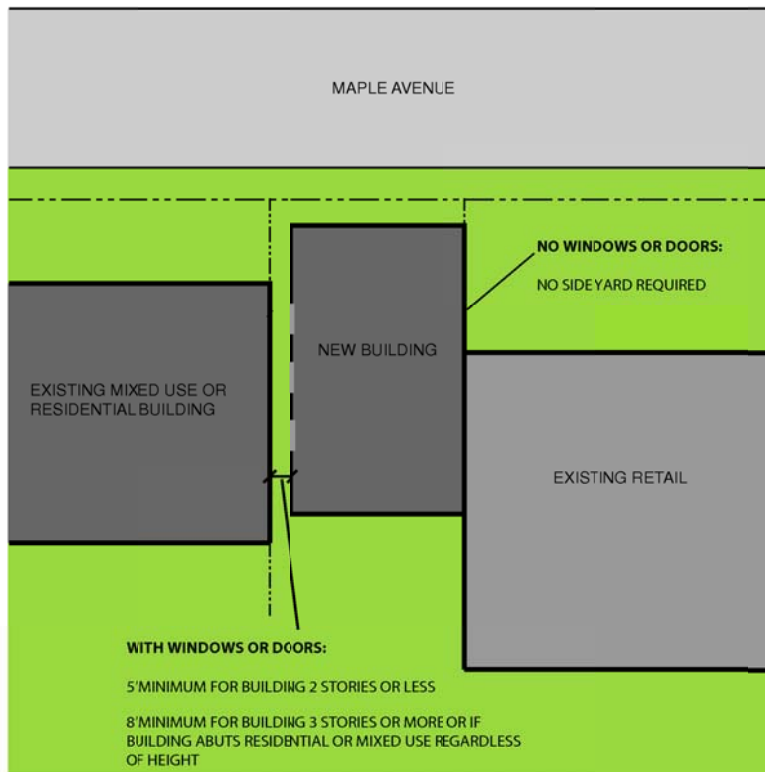 MAPLE AVENUE
NO WINDOWS OR DOORS:
NO SIDE YARD REQUIRED
NEW BUILDING
EXISTING MIXED USE OR
RESIDENTIAL BUILDING
EXISTING RETAIL
WITH WINDOWS OR DOORS:
5' MINIMUM FOR BUILDING 2 STORIES OR LESS
8' MINIMUM FOR BUILDING 3 STORIES OR MORE OR IF
BUILDING ABUTS RESIDENTIAL OR MIXED USE REGARDLESS
OF HEIGHT